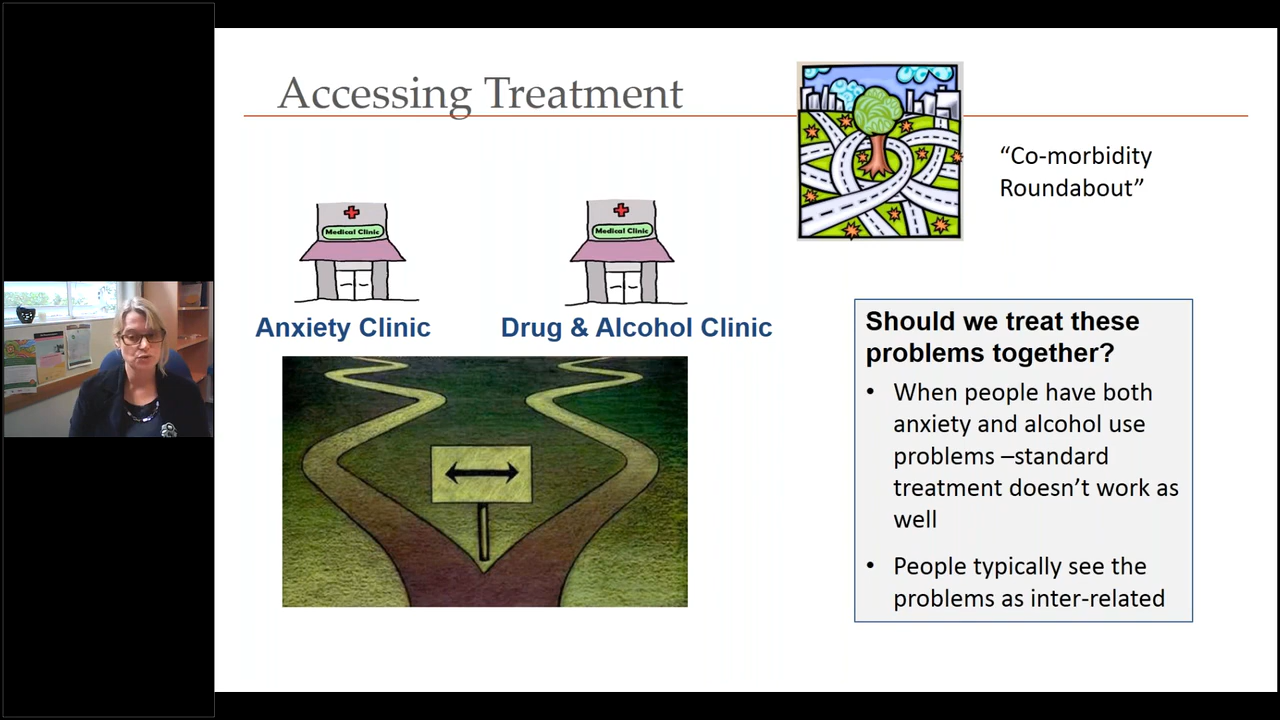 Accessing Treatment
“Co-morbidity
Roundabout”
Medical Clinic
Medical Clinic
Anxiety Clinic
Drug & Alcohol Clinic
Should we treat these
problems together?
• When people have both
anxiety and alcohol use
problems –standard
treatment doesn’t work as
well
• People typically see the
problems as inter-related